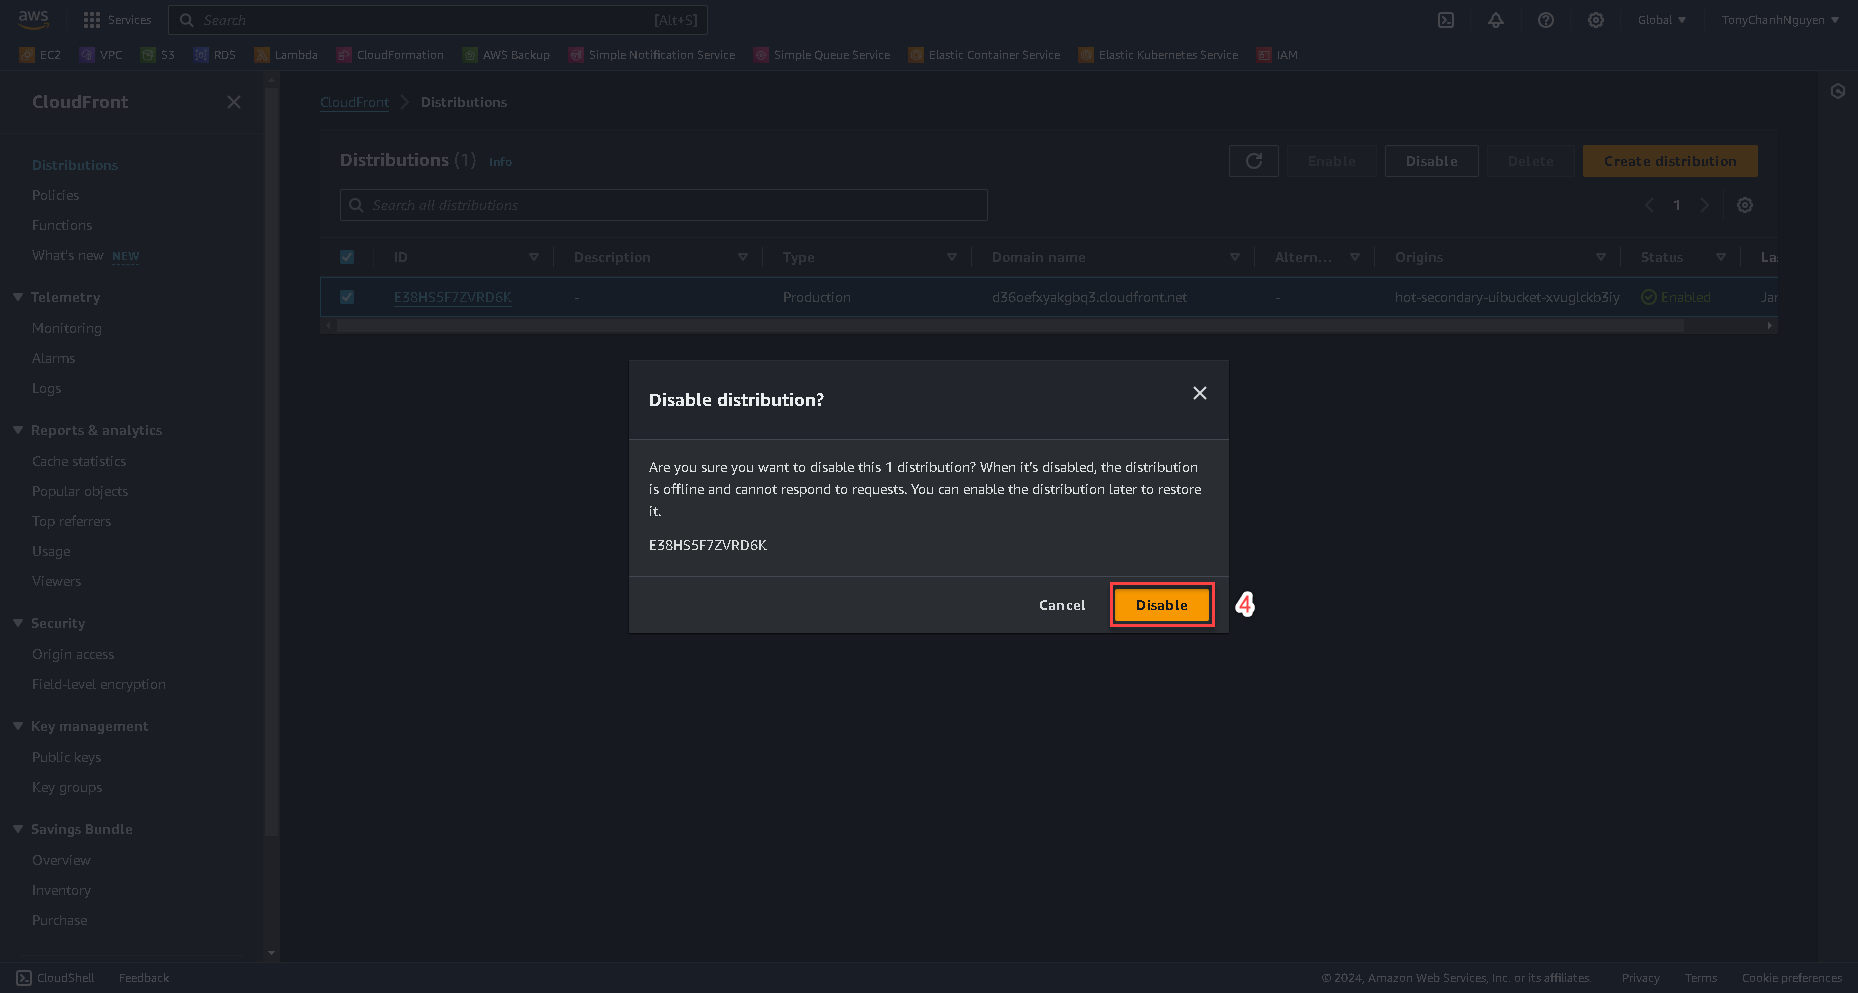 aws
Services
Search
[Alt+S]
Global
TonyChanhNguyen
EC2
VPC
S3
RDS
Lambda
CloudFormation
AWS Backup
Simple Notification Service
Simple Queue Service
Elastic Container Service
Elastic Kubernetes Service
IAM
CloudFront
Distributions
Policies
Functions
What's new NEW
Telemetry
Monitoring
Alarms
Logs
Reports & analytics
Cache statistics
Popular objects
Top referrers
Usage
Viewers
Security
Origin access
Field-level encryption
Key management
Public keys
Key groups
Savings Bundle
Overview
Inventory
Purchase
CloudFront
Distributions
Distributions (1) Info
Enable
Disable
Delete
Create distribution
Search all distributions
1
ID
Description
Type
Domain name
Altern...
Origins
Status
La
E38HS5F7ZVRD6K
-
Production
d36oefxyakgbq3.cloudfront.net
-
hot-secondary-uibucket-xvuglckb3iy
Enabled
Jar
Disable distribution?
Are you sure you want to disable this 1 distribution? When it's disabled, the distribution
is offline and cannot respond to requests. You can enable the distribution later to restore
it.
E38HS5F7ZVRD6K
Cancel
Disable
4
CloudShell
Feedback
© 2024, Amazon Web Services, Inc. or its affiliates.
Privacy
Terms
Cookie preferences